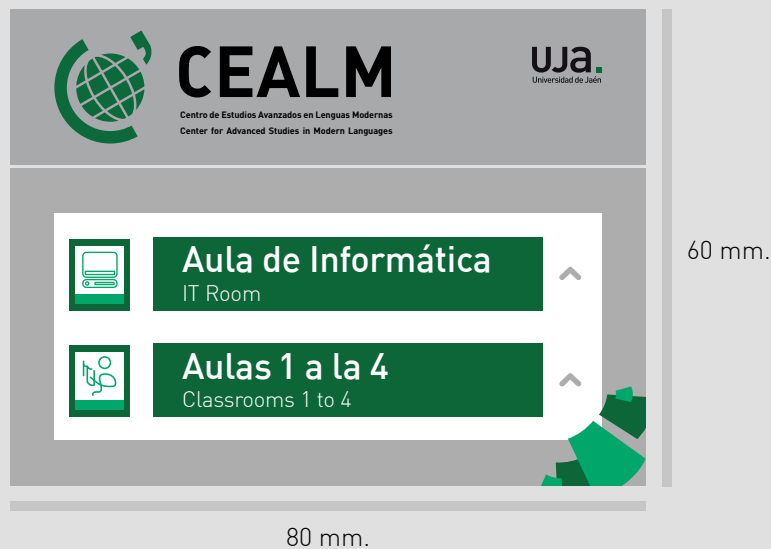 CEALM
Centro de Estudios Avanzados en Lenguas Modernas
Center for Advanced Studies in Modern Languages
uja.
Universidad de Jaén
Aula de Informática
IT Room
Aulas 1 a la 4
Classrooms 1 to 4
60 mm.
80 mm.